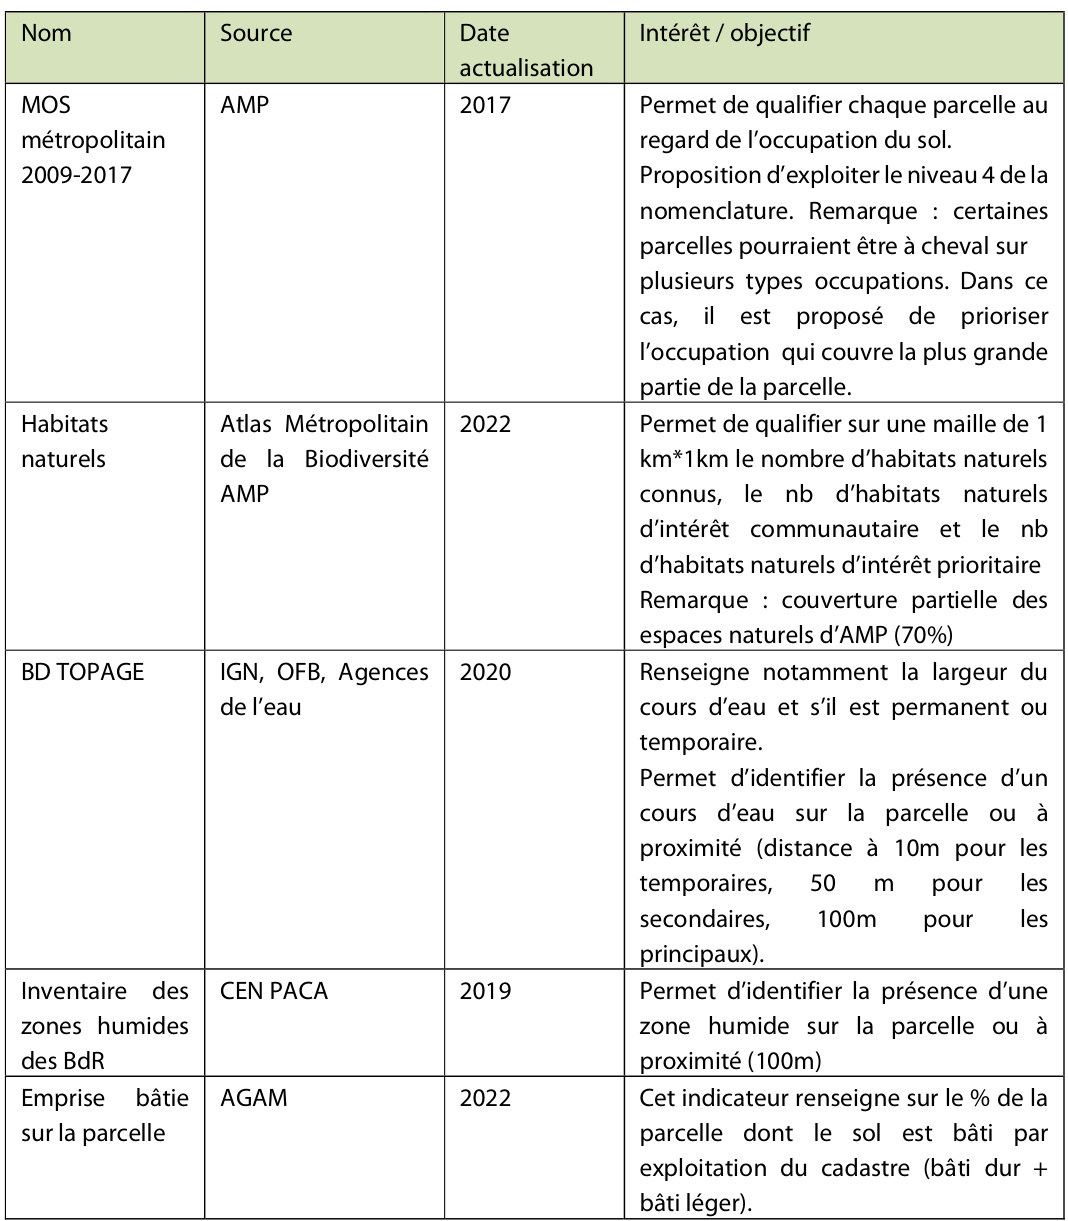 Nom
Source
Date
actualisation
Intérêt / objectif
MOS
métropolitain
2009-2017
AMP
2017
Permet de qualifier chaque parcelle au
regard de l’occupation du sol.
Proposition d’exploiter le niveau 4 de la
nomenclature. Remarque : certaines
parcelles pourraient être à cheval sur
plusieurs types occupations. Dans ce
cas, il est proposé de prioriser
l’occupation qui couvre la plus grande
partie de la parcelle.
Habitats
naturels
Atlas Métropolitain
de la Biodiversité
AMP
2022
Permet de qualifier sur une maille de 1
km*1km le nombre d’habitats naturels
connus, le nb d’habitats naturels
d’intérêt communautaire et le nb
d’habitats naturels d’intérêt prioritaire
Remarque : couverture partielle des
espaces naturels d’AMP (70%)
BD TOPAGE
IGN, OFB, Agences
de l’eau
2020
Renseigne notamment la largeur du
cours d’eau et s’il est permanent ou
temporaire.
Permet d’identifier la présence d’un
cours d’eau sur la parcelle ou à
proximité (distance à 10m pour les
temporaires, 50 m pour les
secondaires, 100m pour les
principaux).
Inventaire des
zones humides
des BdR
CEN PACA
2019
Permet d’identifier la présence d’une
zone humide sur la parcelle ou à
proximité (100m)
Emprise bâtie
sur la parcelle
AGAM
2022
Cet indicateur renseigne sur le % de la
parcelle dont le sol est bâti par
exploitation du cadastre (bâti dur +
bâti léger).